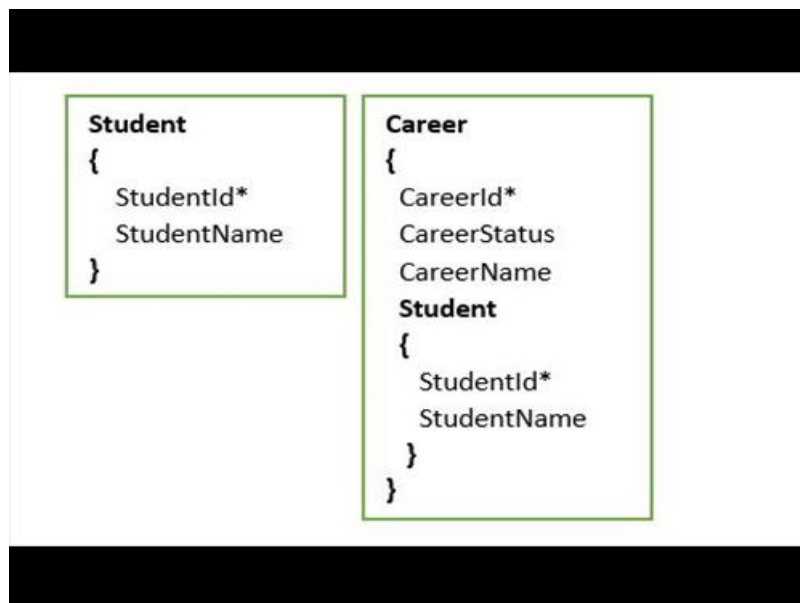 Student
{
StudentId*
StudentName
}
Career
{
CareerId*
CareerStatus
CareerName
Student
{
StudentId*
StudentName
}
}